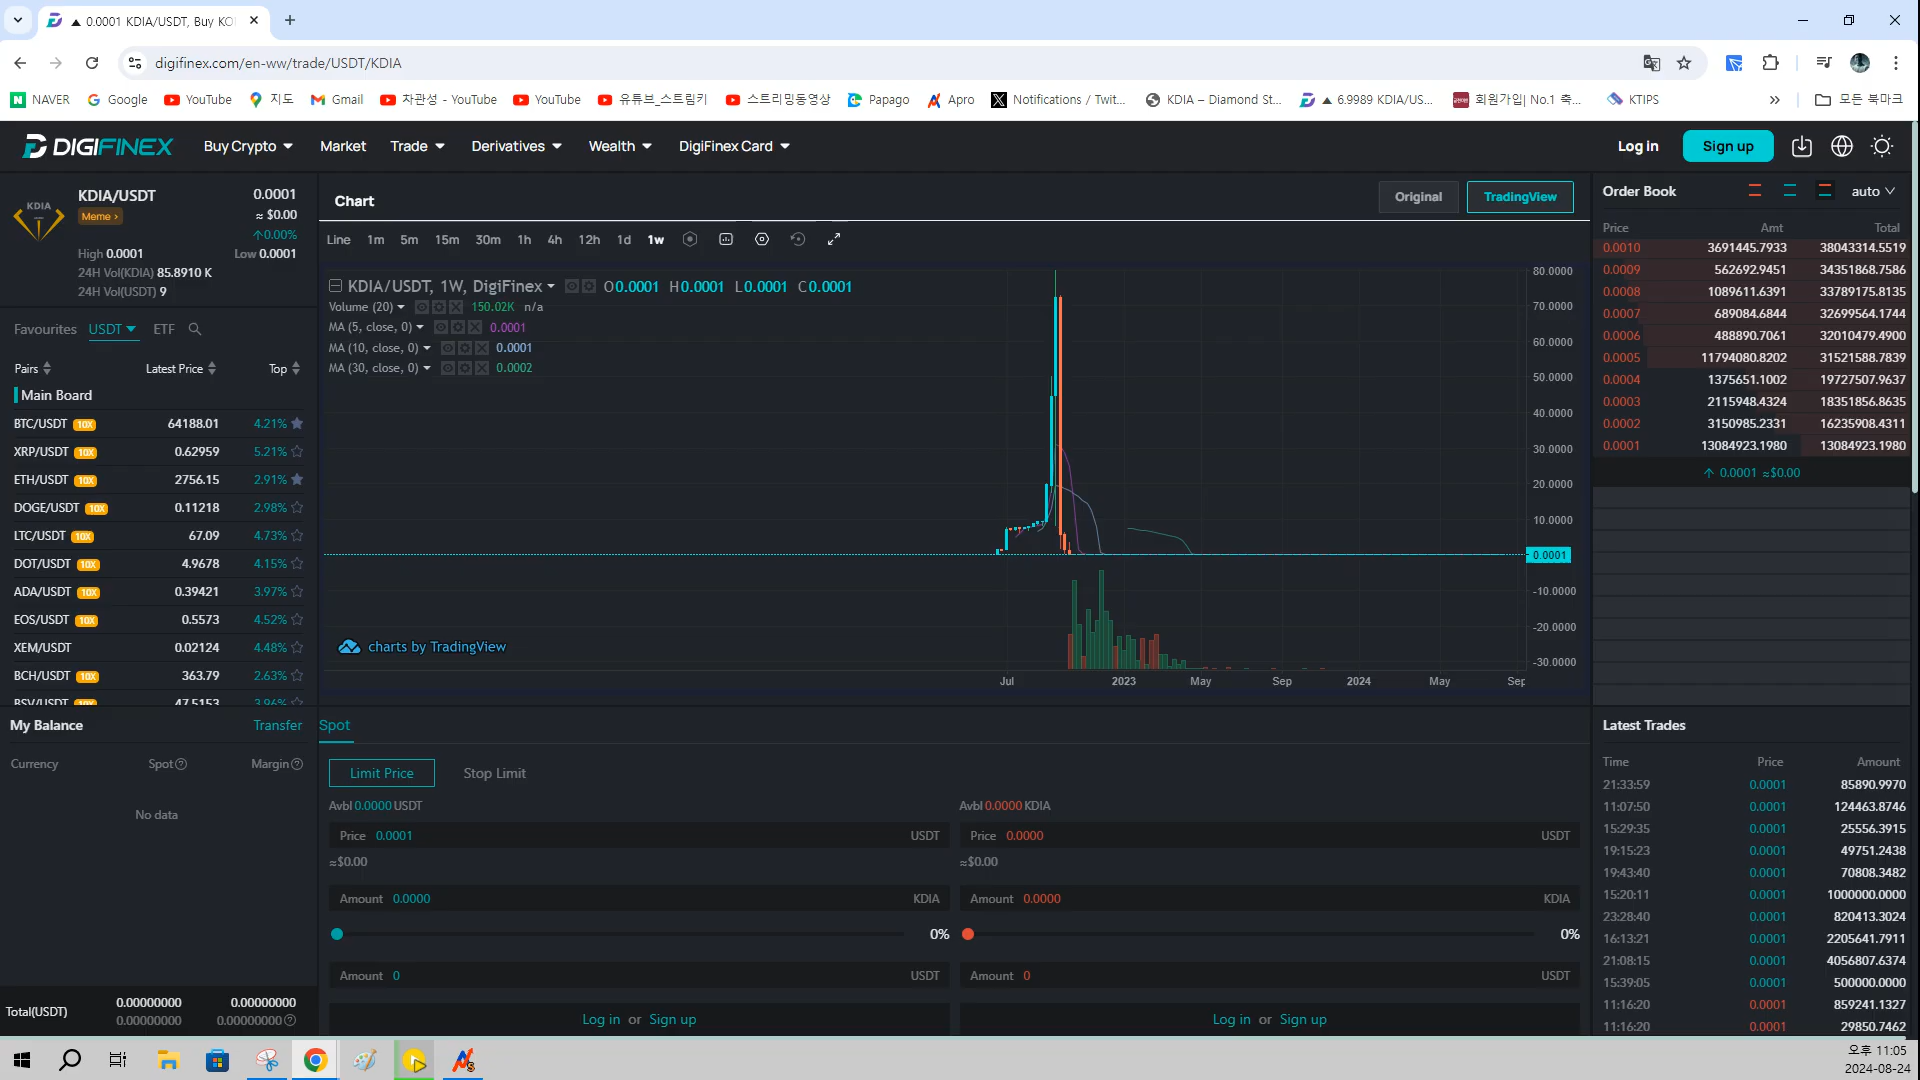 ▲ 0.0001 KDIA/USDT, Buy KD
digifinex.com/en-ww/trade/USDT/KDIA
NAVER Google YouTube 지도 Gmail 차관성 - YouTube YouTube 유튜브_스트림키 스트리밍동영상 Papago Apro Notifications / Twit... KDIA – Diamond St... ▲ 6.9989 KDIA/US... 회원가입| No.1 축... KTIPS » 모든 북마크
DIGIFINEX Buy Crypto Market Trade Derivatives Wealth DigiFinex Card Log in Sign up
KDIA
KDIA/USDT 0.0001
Meme > ≈ $0.00
↑0.00%
High 0.0001 Low 0.0001
24H Vol(KDIA) 85.8910 K
24H Vol(USDT) 9
Favourites USDT ETF
Pairs Latest Price Top
Main Board
BTC/USDT 10X 64188.01 4.21%
XRP/USDT 10X 0.62959 5.21%
ETH/USDT 10X 2756.15 2.91%
DOGE/USDT 10X 0.11218 2.98%
LTC/USDT 10X 67.09 4.73%
DOT/USDT 10X 4.9678 4.15%
ADA/USDT 10X 0.39421 3.97%
EOS/USDT 10X 0.5573 4.52%
XEM/USDT 0.02124 4.48%
BCH/USDT 10X 363.79 2.63%
BSV/USDT 10X 47.5153 3.96%
My Balance Transfer
Currency Spot Margin
No data
Total(USDT) 0.00000000 0.00000000
0.00000000 0.00000000
Chart Original TradingView
Line 1m 5m 15m 30m 1h 4h 12h 1d 1w
KDIA/USDT, 1W, DigiFinex O0.0001 H0.0001 L0.0001 C0.0001
Volume (20) 150.02K n/a
MA (5, close, 0) 0.0001
MA (10, close, 0) 0.0001
MA (30, close, 0) 0.0002
80.0000
70.0000
60.0000
50.0000
40.0000
30.0000
20.0000
10.0000
0.0001
-10.0000
-20.0000
-30.0000
charts by TradingView
Jul 2023 May Sep 2024 May Sep
Spot
Limit Price Stop Limit
Avbl 0.0000 USDT
Price 0.0001 USDT
≈$0.00
Amount 0.0000 KDIA
0%
Amount 0 USDT
Log in or Sign up
Avbl 0.0000 KDIA
Price 0.0000 USDT
≈$0.00
Amount 0.0000 KDIA
0%
Amount 0 USDT
Log in or Sign up
Order Book auto
Price Amt Total
0.0010 3691445.7933 38043314.5519
0.0009 562692.9451 34351868.7586
0.0008 1089611.6391 33789175.8135
0.0007 689084.6844 32699564.1744
0.0006 488890.7061 32010479.4900
0.0005 11794080.8202 31521588.7839
0.0004 1375651.1002 19727507.9637
0.0003 2115948.4324 18351856.8635
0.0002 3150985.2331 16235908.4311
0.0001 13084923.1980 13084923.1980
↑ 0.0001 ≈$0.00
Latest Trades
Time Price Amount
21:33:59 0.0001 85890.9970
11:07:50 0.0001 124463.8746
15:29:35 0.0001 25556.3915
19:15:23 0.0001 49751.2438
19:43:40 0.0001 70808.3482
15:20:11 0.0001 1000000.0000
23:28:40 0.0001 820413.3024
16:13:21 0.0001 2205641.7911
21:08:15 0.0001 4056807.6374
15:39:05 0.0001 500000.0000
11:16:20 0.0001 859241.1327
11:16:20 0.0001 29850.7462
오후 11:05
2024-08-24